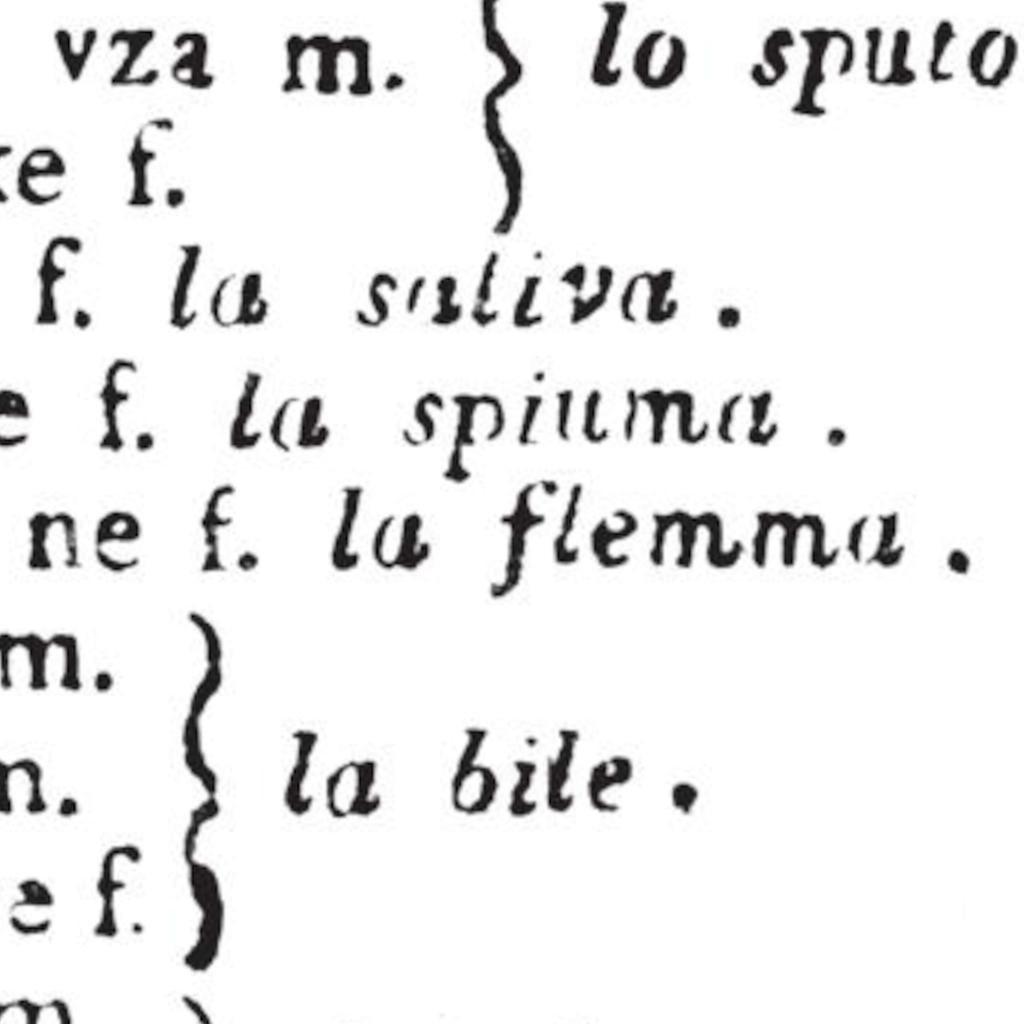 vza m. } lo sputo
ke f.
f. la saliva .
e f. la spiuma .
ne f. la flemma .
m.
m. } la bile .
e f.
m